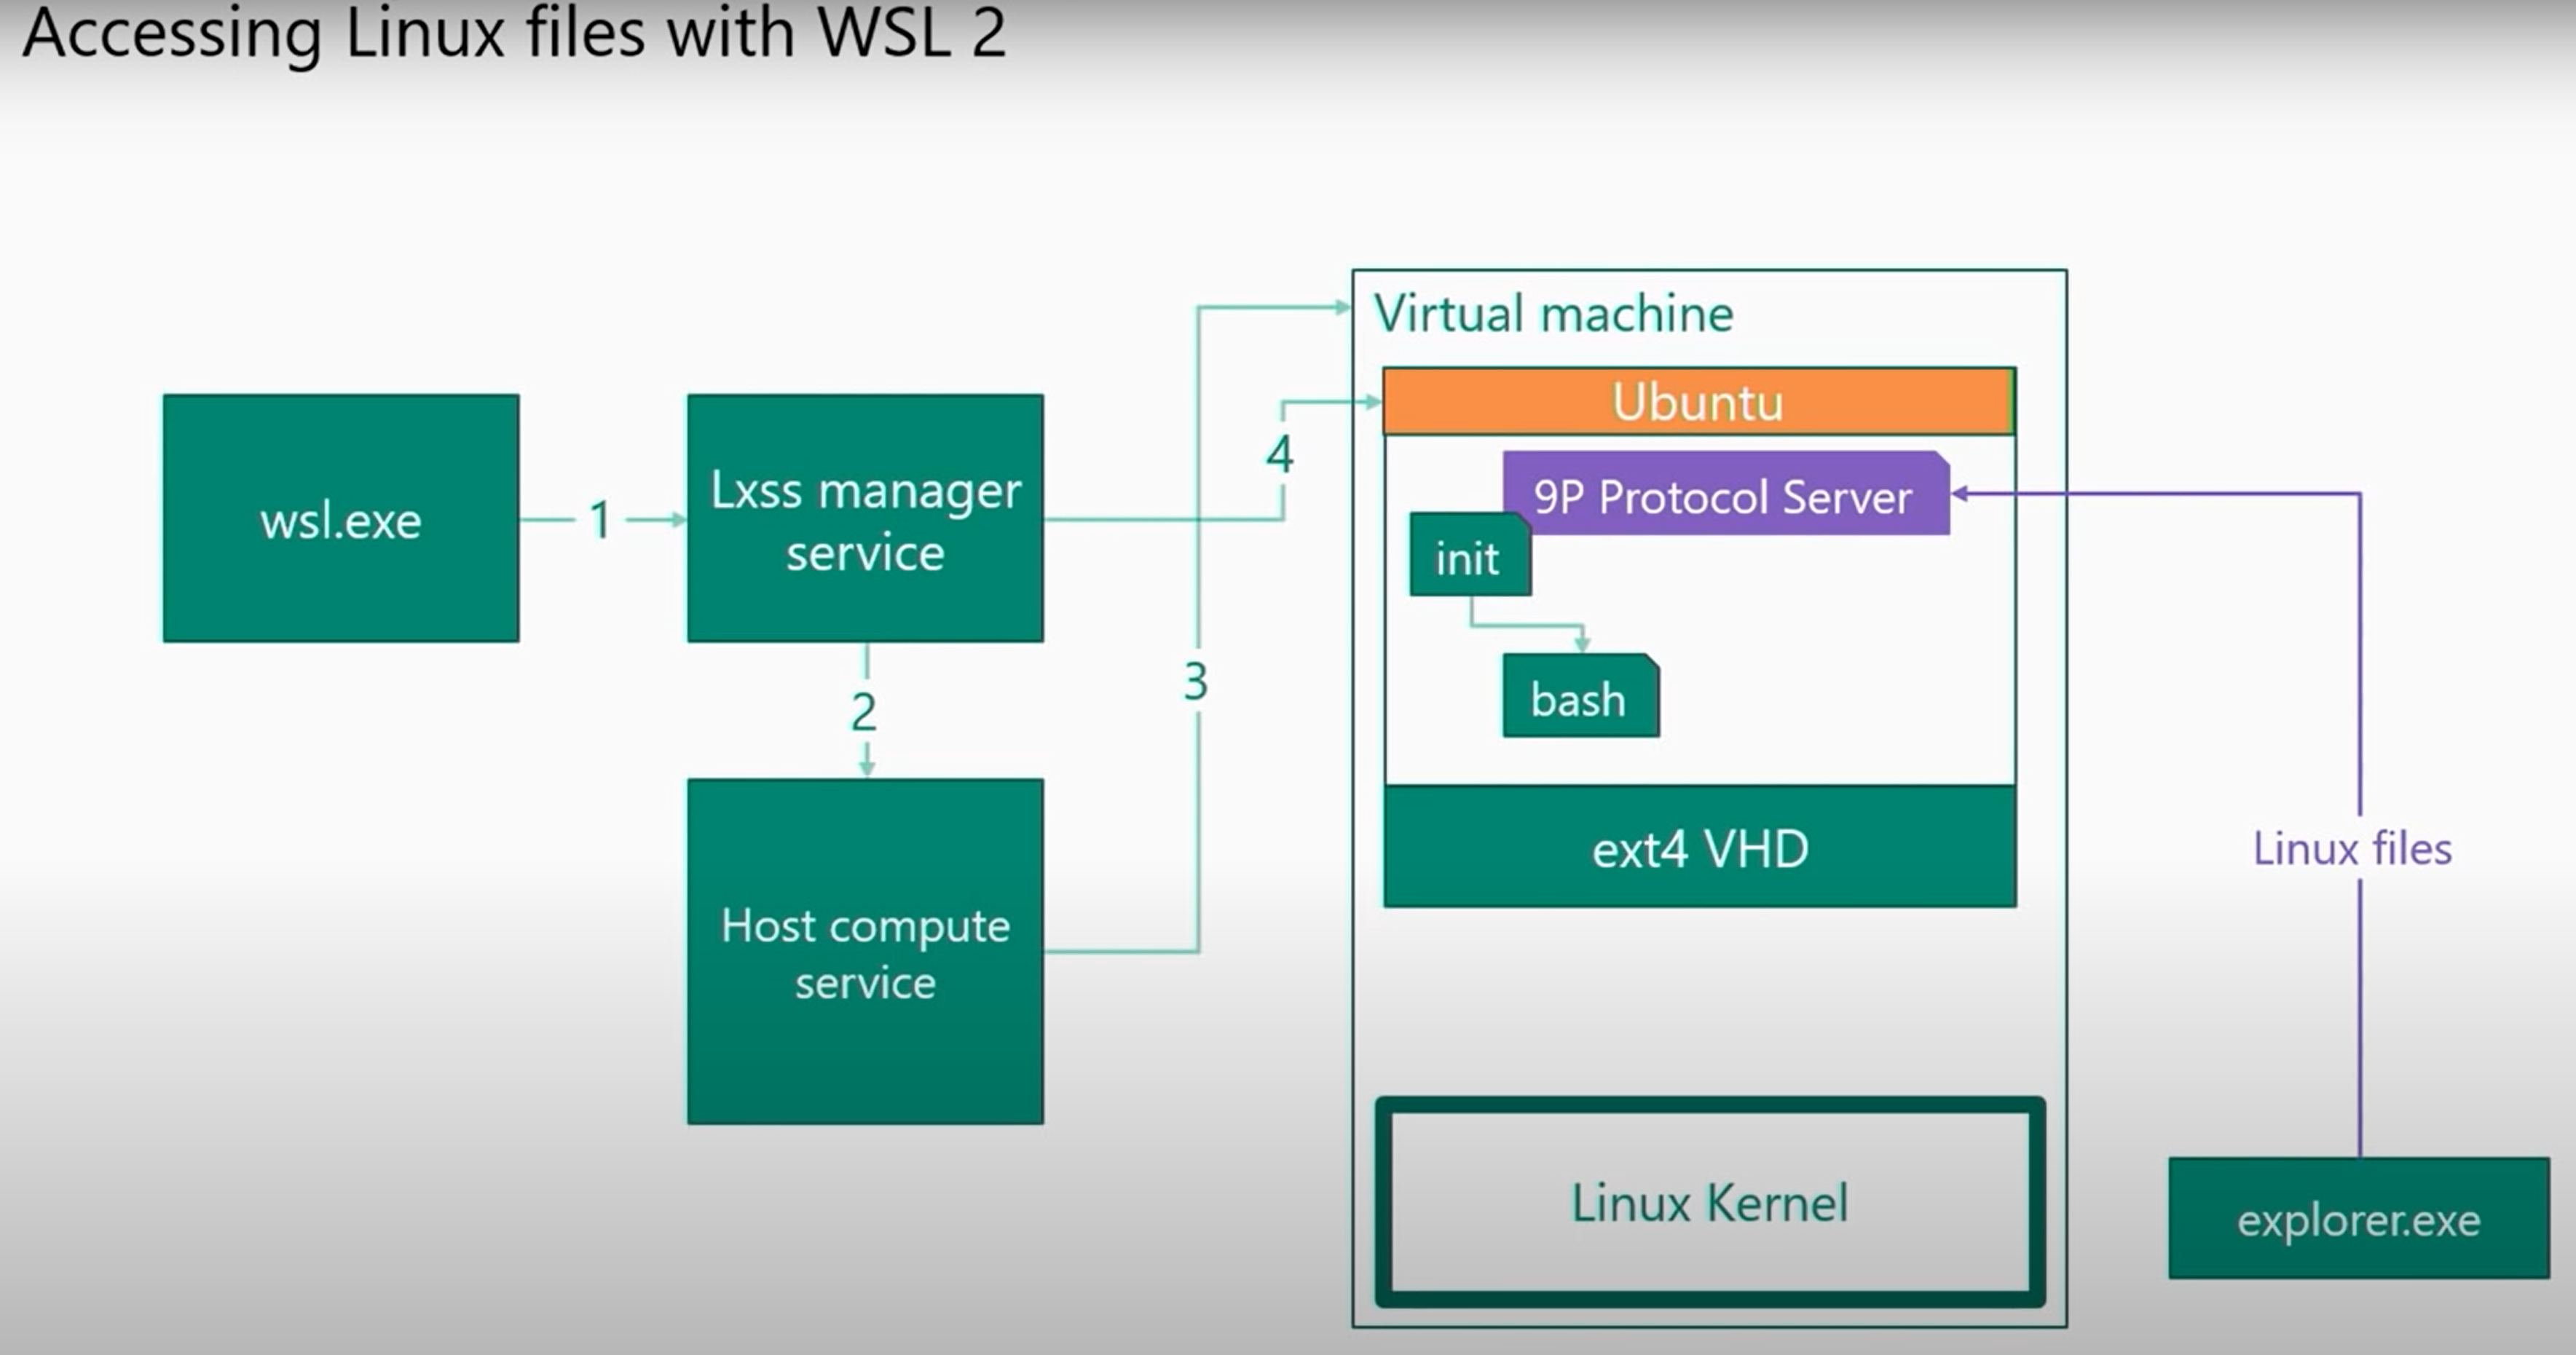 Accessing Linux files with WSL 2
Virtual machine
Ubuntu
9P Protocol Server
init
bash
ext4 VHD
Linux Kernel
wsl.exe
1
Lxss manager
service
2
Host compute
service
3
4
Linux files
explorer.exe